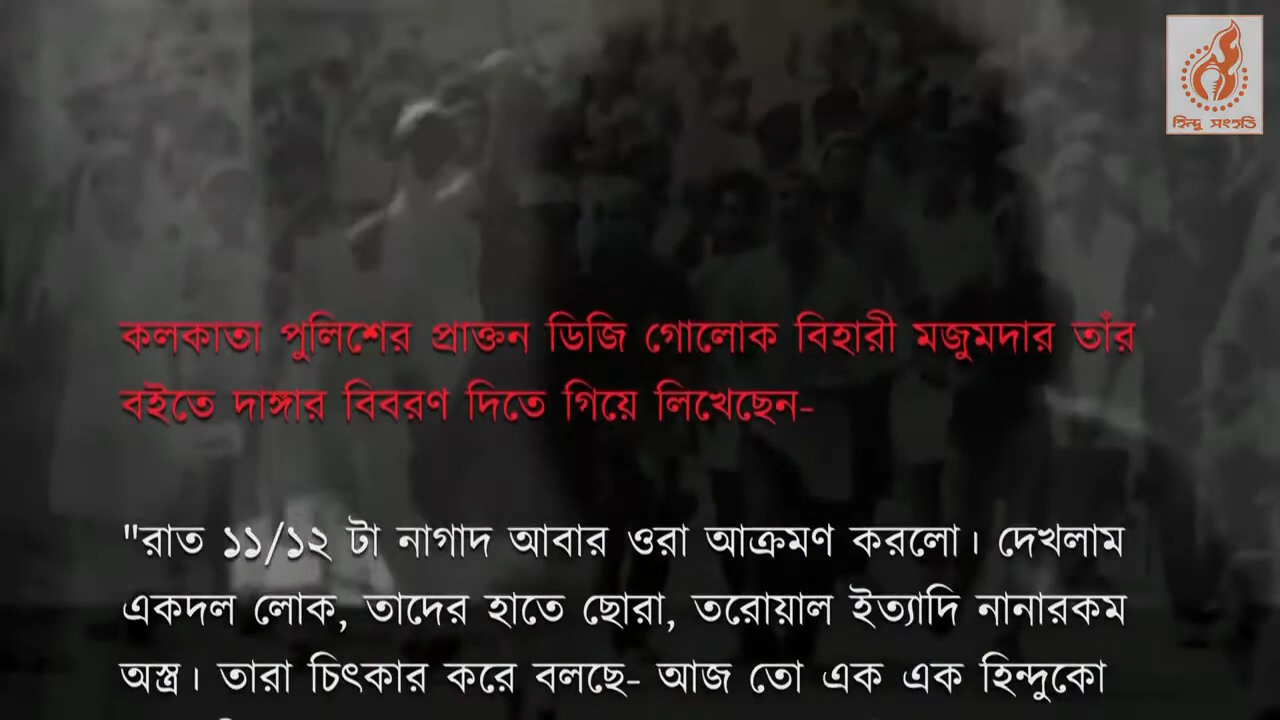 হিন্দু সংহতি
কলকাতা পুলিশের প্রাক্তন ডিজি গোলোক বিহারী মজুমদার তাঁর
বইতে দাঙ্গার বিবরণ দিতে গিয়ে লিখেছেন-
"রাত ১১/১২ টা নাগাদ আবার ওরা আক্রমণ করলো। দেখলাম
একদল লোক, তাদের হাতে ছোরা, তরোয়াল ইত্যাদি নানারকম
অস্ত্র। তারা চিৎকার করে বলছে- আজ তো এক এক হিন্দুকো